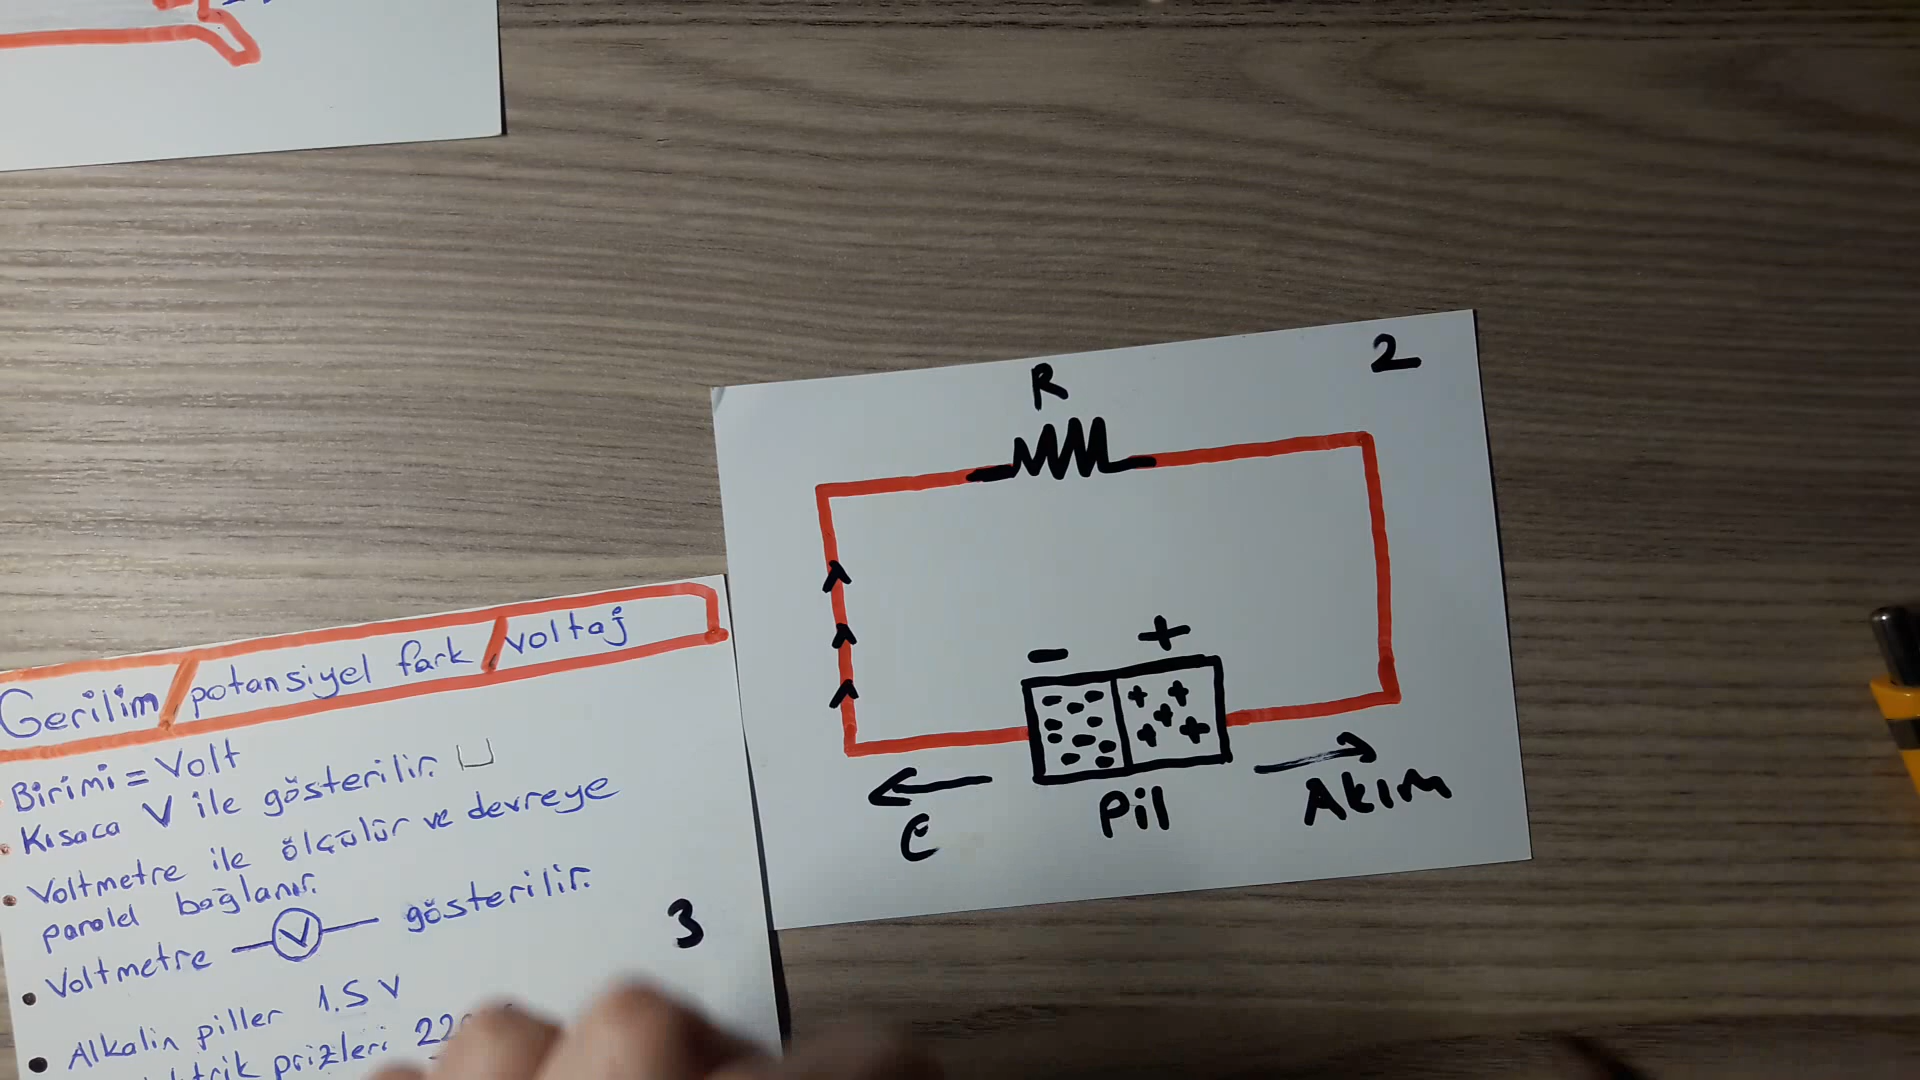 2
R
- +
e
Pil
Akım
Gerilim/potansiyel fark/voltaj
Birimi = Volt
Kısaca V ile gösterilir.
Voltmetre ile ölçülür ve devreye
paralel bağlanır.
Voltmetre V gösterilir.
3
Alkalin piller 1.5 V
prizleri